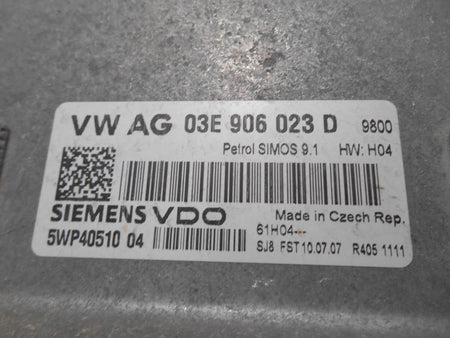 VW AG 03E 906 023 D 9800
Petrol SIMOS 9.1 HW: H04
SIEMENS VDO Made in Czech Rep.
5WP40510 04 61H04---
SJ8 FST 10.07.07 R405 1111